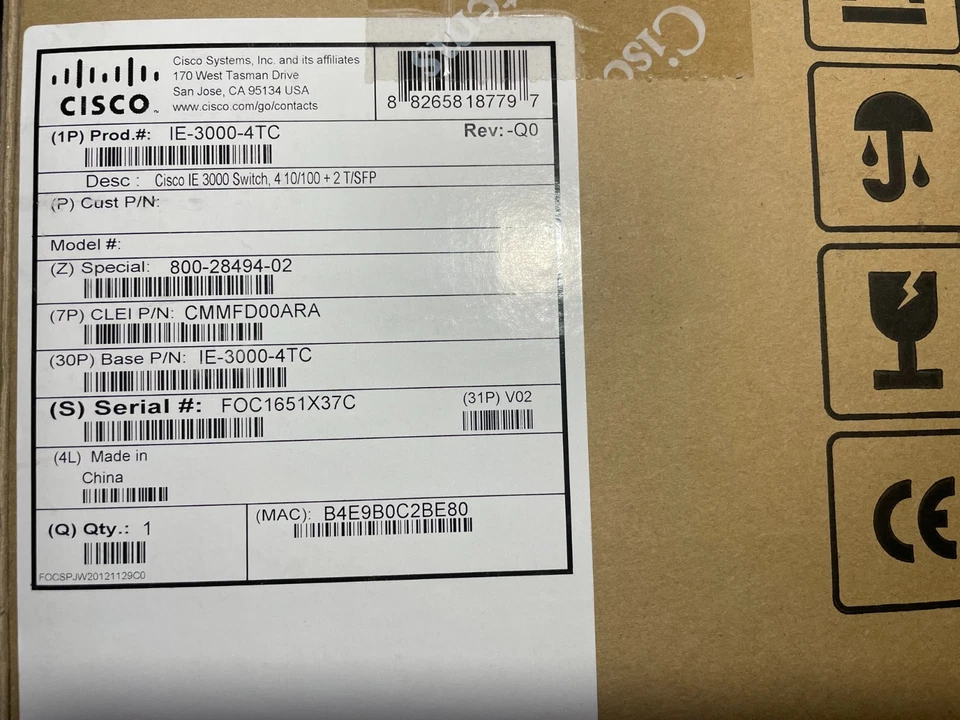 CISCO
Cisco Systems, Inc. and its affiliates
170 West Tasman Drive
San Jose, CA 95134 USA
www.cisco.com/go/contacts
8 82658 18779 7
(1P) Prod.#: IE-3000-4TC
Rev:-Q0
Desc : Cisco IE 3000 Switch, 4 10/100 + 2 T/SFP
(P) Cust P/N:
Model #:
(Z) Special: 800-28494-02
(7P) CLEI P/N: CMMFD00ARA
(30P) Base P/N: IE-3000-4TC
(S) Serial #: FOC1651X37C
(31P) V02
(4L) Made in
China
(Q) Qty.: 1
(MAC): B4E9B0C2BE80
FOCSPJW20121129C0
Cisco
CE